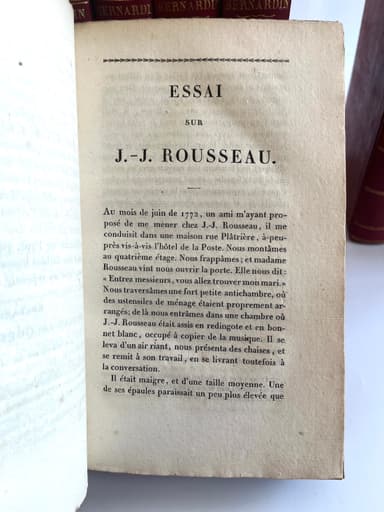 BERNARDIN
BERNARDIN
BERNARDIN
ESSAI
SUR
J.-J. ROUSSEAU.
Au mois de juin de 1772, un ami m'ayant pro-
posé de me mener chez J.-J. Rousseau, il me
conduisit dans une maison rue Plâtrière, à-peu-
près vis-à-vis l'hôtel de la Poste. Nous montâmes
au quatrième étage. Nous frappâmes; et madame
Rousseau vint nous ouvrir la porte. Elle nous dit:
« Entres messieurs, vous allez trouver mon mari. »
Nous traversâmes une fort petite antichambre, où
des ustensiles de ménage étaient proprement ar-
rangés; de là nous entrâmes dans une chambre où
J.-J. Rousseau était assis en redingote et en bon-
net blanc, occupé à copier de la musique. Il se
leva d'un air riant, nous présenta des chaises, et
se remit à son travail, en se livrant toutefois à
la conversation.
Il était maigre, et d'une taille moyenne. Une
de ses épaules paraissait un peu plus élevée que